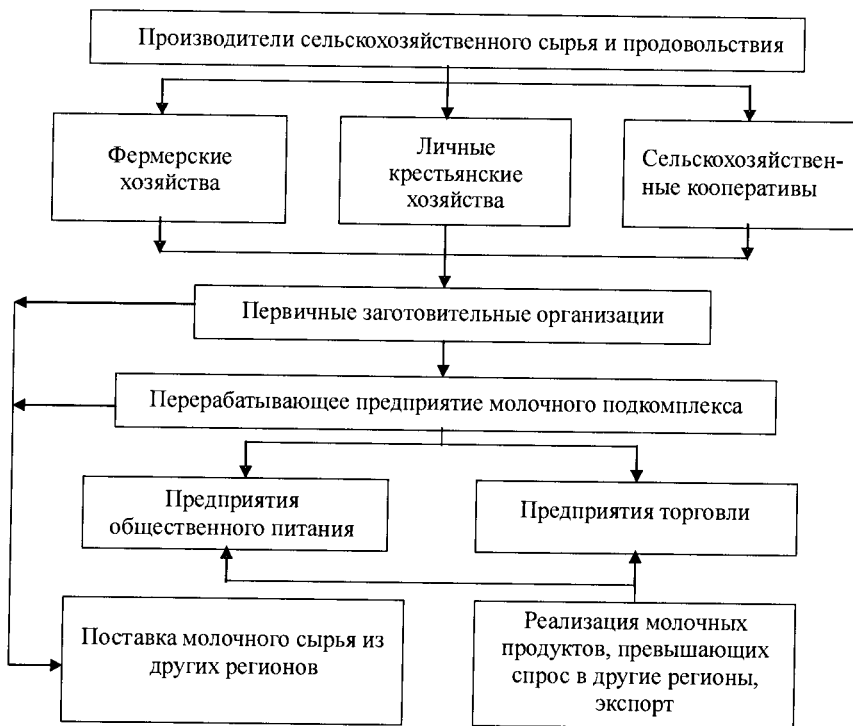 Производители сельскохозяйственного сырья и продовольствия
Фермерские
хозяйства
Личные
крестьянские
хозяйства
Сельскохозяйствен-
ные кооперативы
Первичные заготовительные организации
Перерабатывающее предприятие молочного подкомплекса
Предприятия
общественного питания
Предприятия торговли
Поставка молочного сырья из
других регионов
Реализация молочных
продуктов, превышающих
спрос в другие регионы,
экспорт